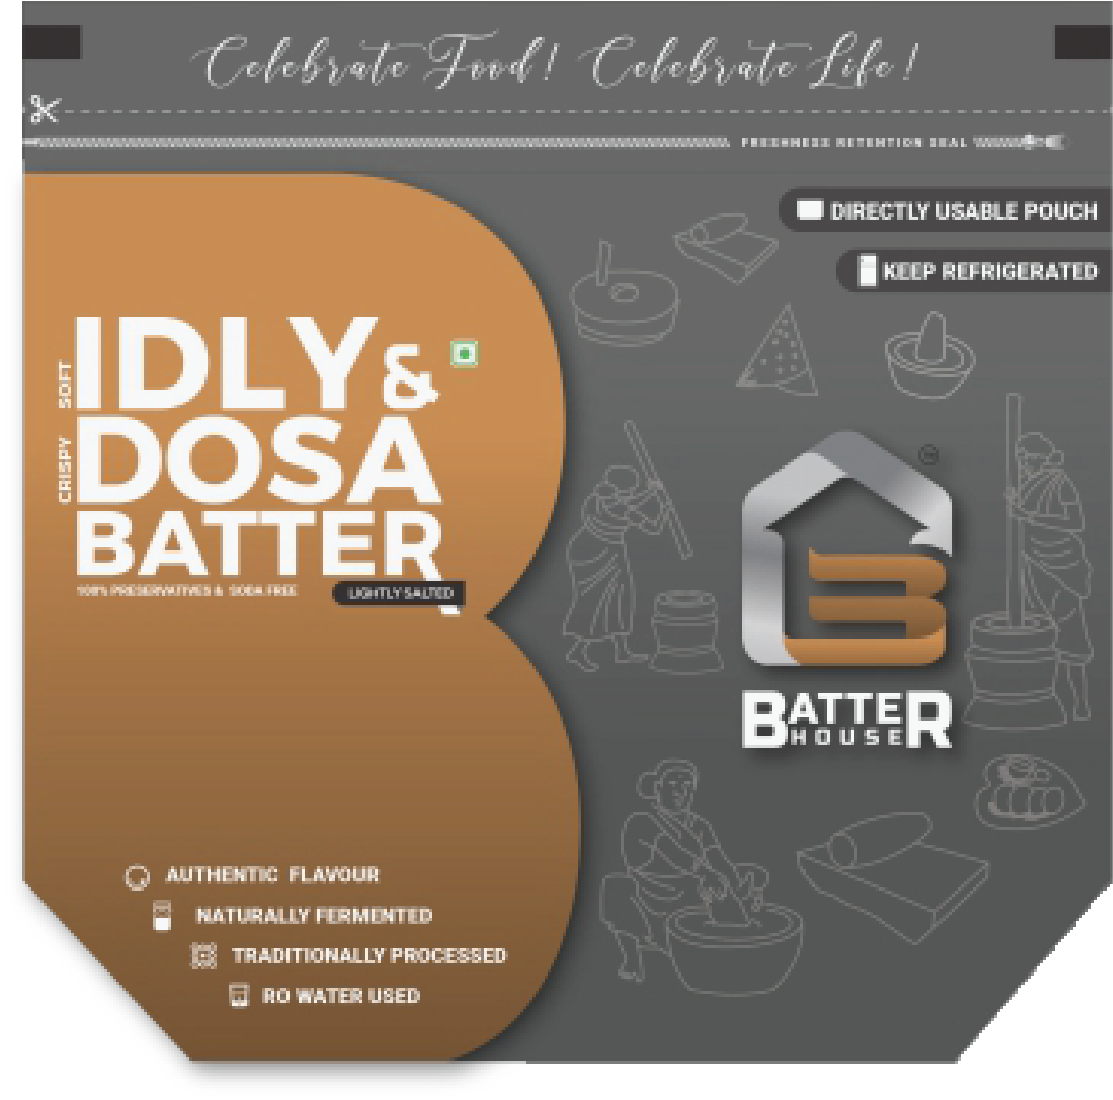 Celebrate Food! Celebrate Life!
FRESHNESS RETENTION SEAL
DIRECTLY USABLE POUCH
KEEP REFRIGERATED
SOFT
IDLY &
CRISPY
DOSA
BATTER
100% PRESERVATIVES & SODA FREE
LIGHTLY SALTED
BATTER
HOUSE
AUTHENTIC FLAVOUR
NATURALLY FERMENTED
TRADITIONALLY PROCESSED
RO WATER USED